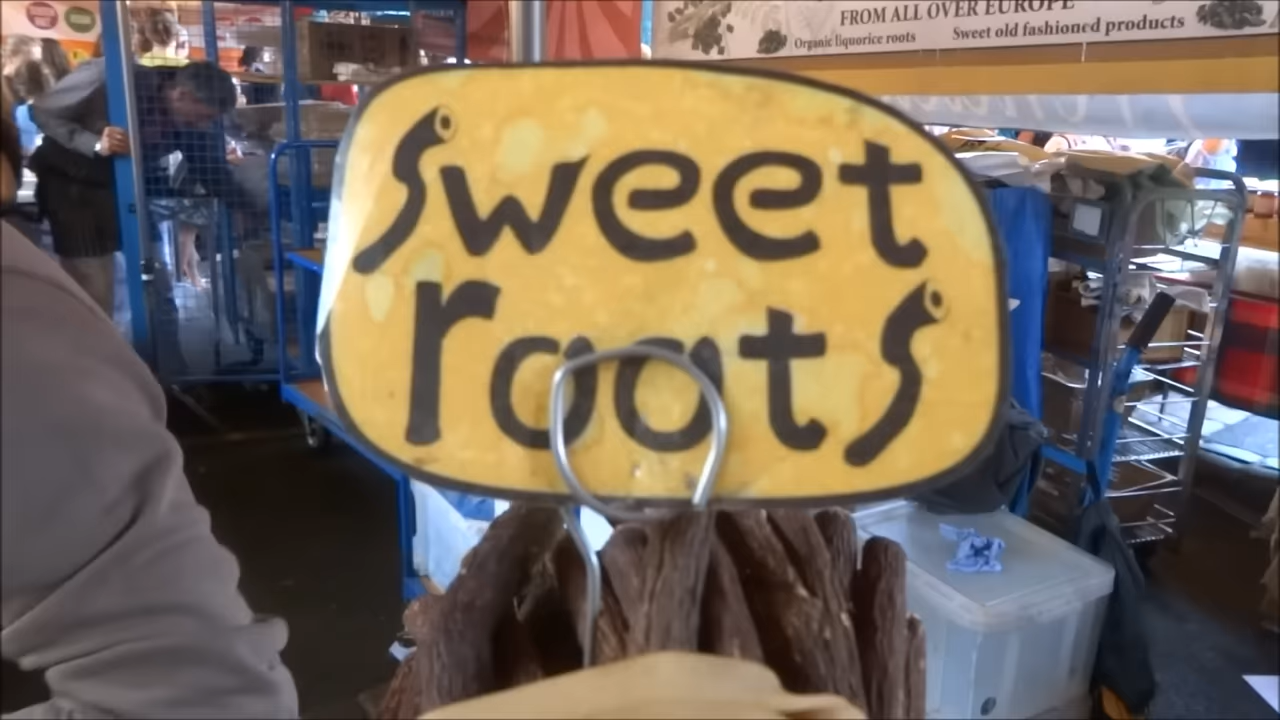 FROM ALL OVER EUROPE
Organic liquorice roots
Sweet old fashioned products
Sweet
roots